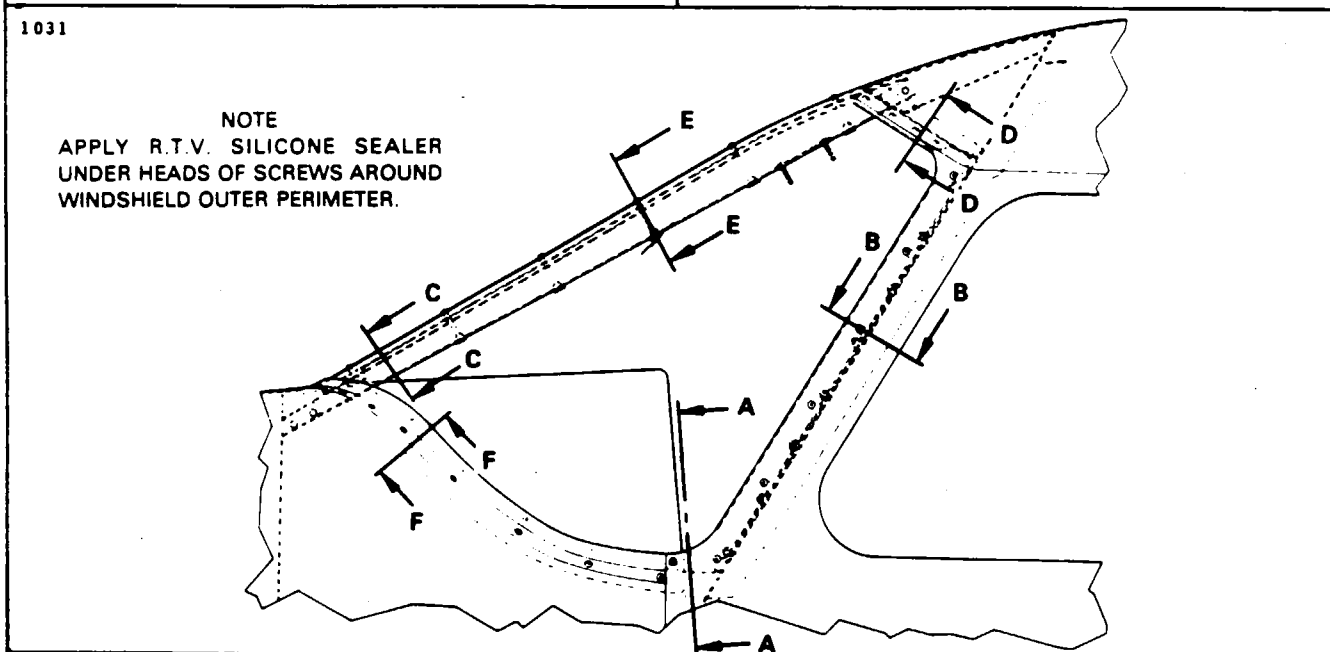 1031
NOTE
APPLY R.T.V. SILICONE SEALER
UNDER HEADS OF SCREWS AROUND
WINDSHIELD OUTER PERIMETER.
E
D
E
D
B
B
C
C
A
F
F
A